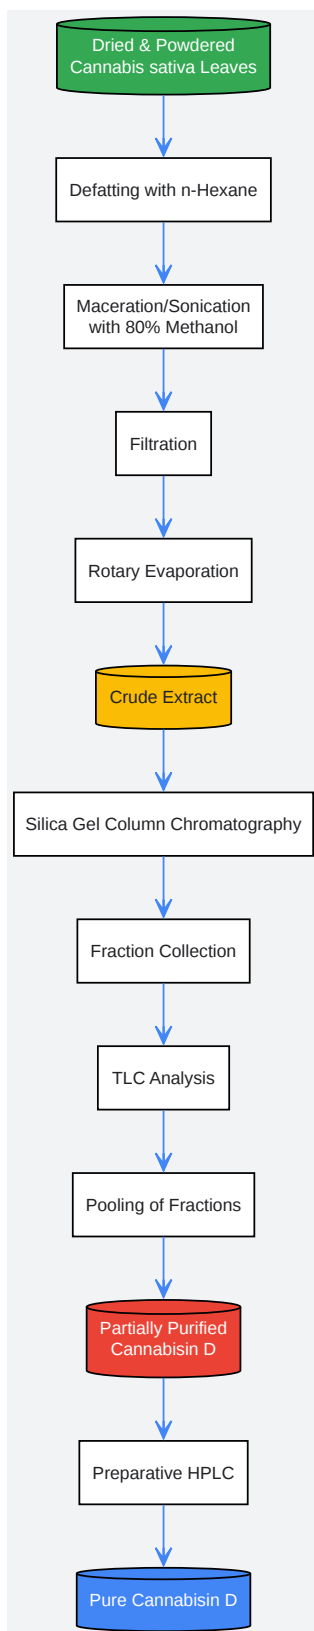 Dried & Powdered
Cannabis sativa Leaves
Defatting with n-Hexane
Maceration/Sonication
with 80% Methanol
Filtration
Rotary Evaporation
Crude Extract
Silica Gel Column Chromatography
Fraction Collection
TLC Analysis
Pooling of Fractions
Partially Purified
Cannabisin D
Preparative HPLC
Pure Cannabisin D